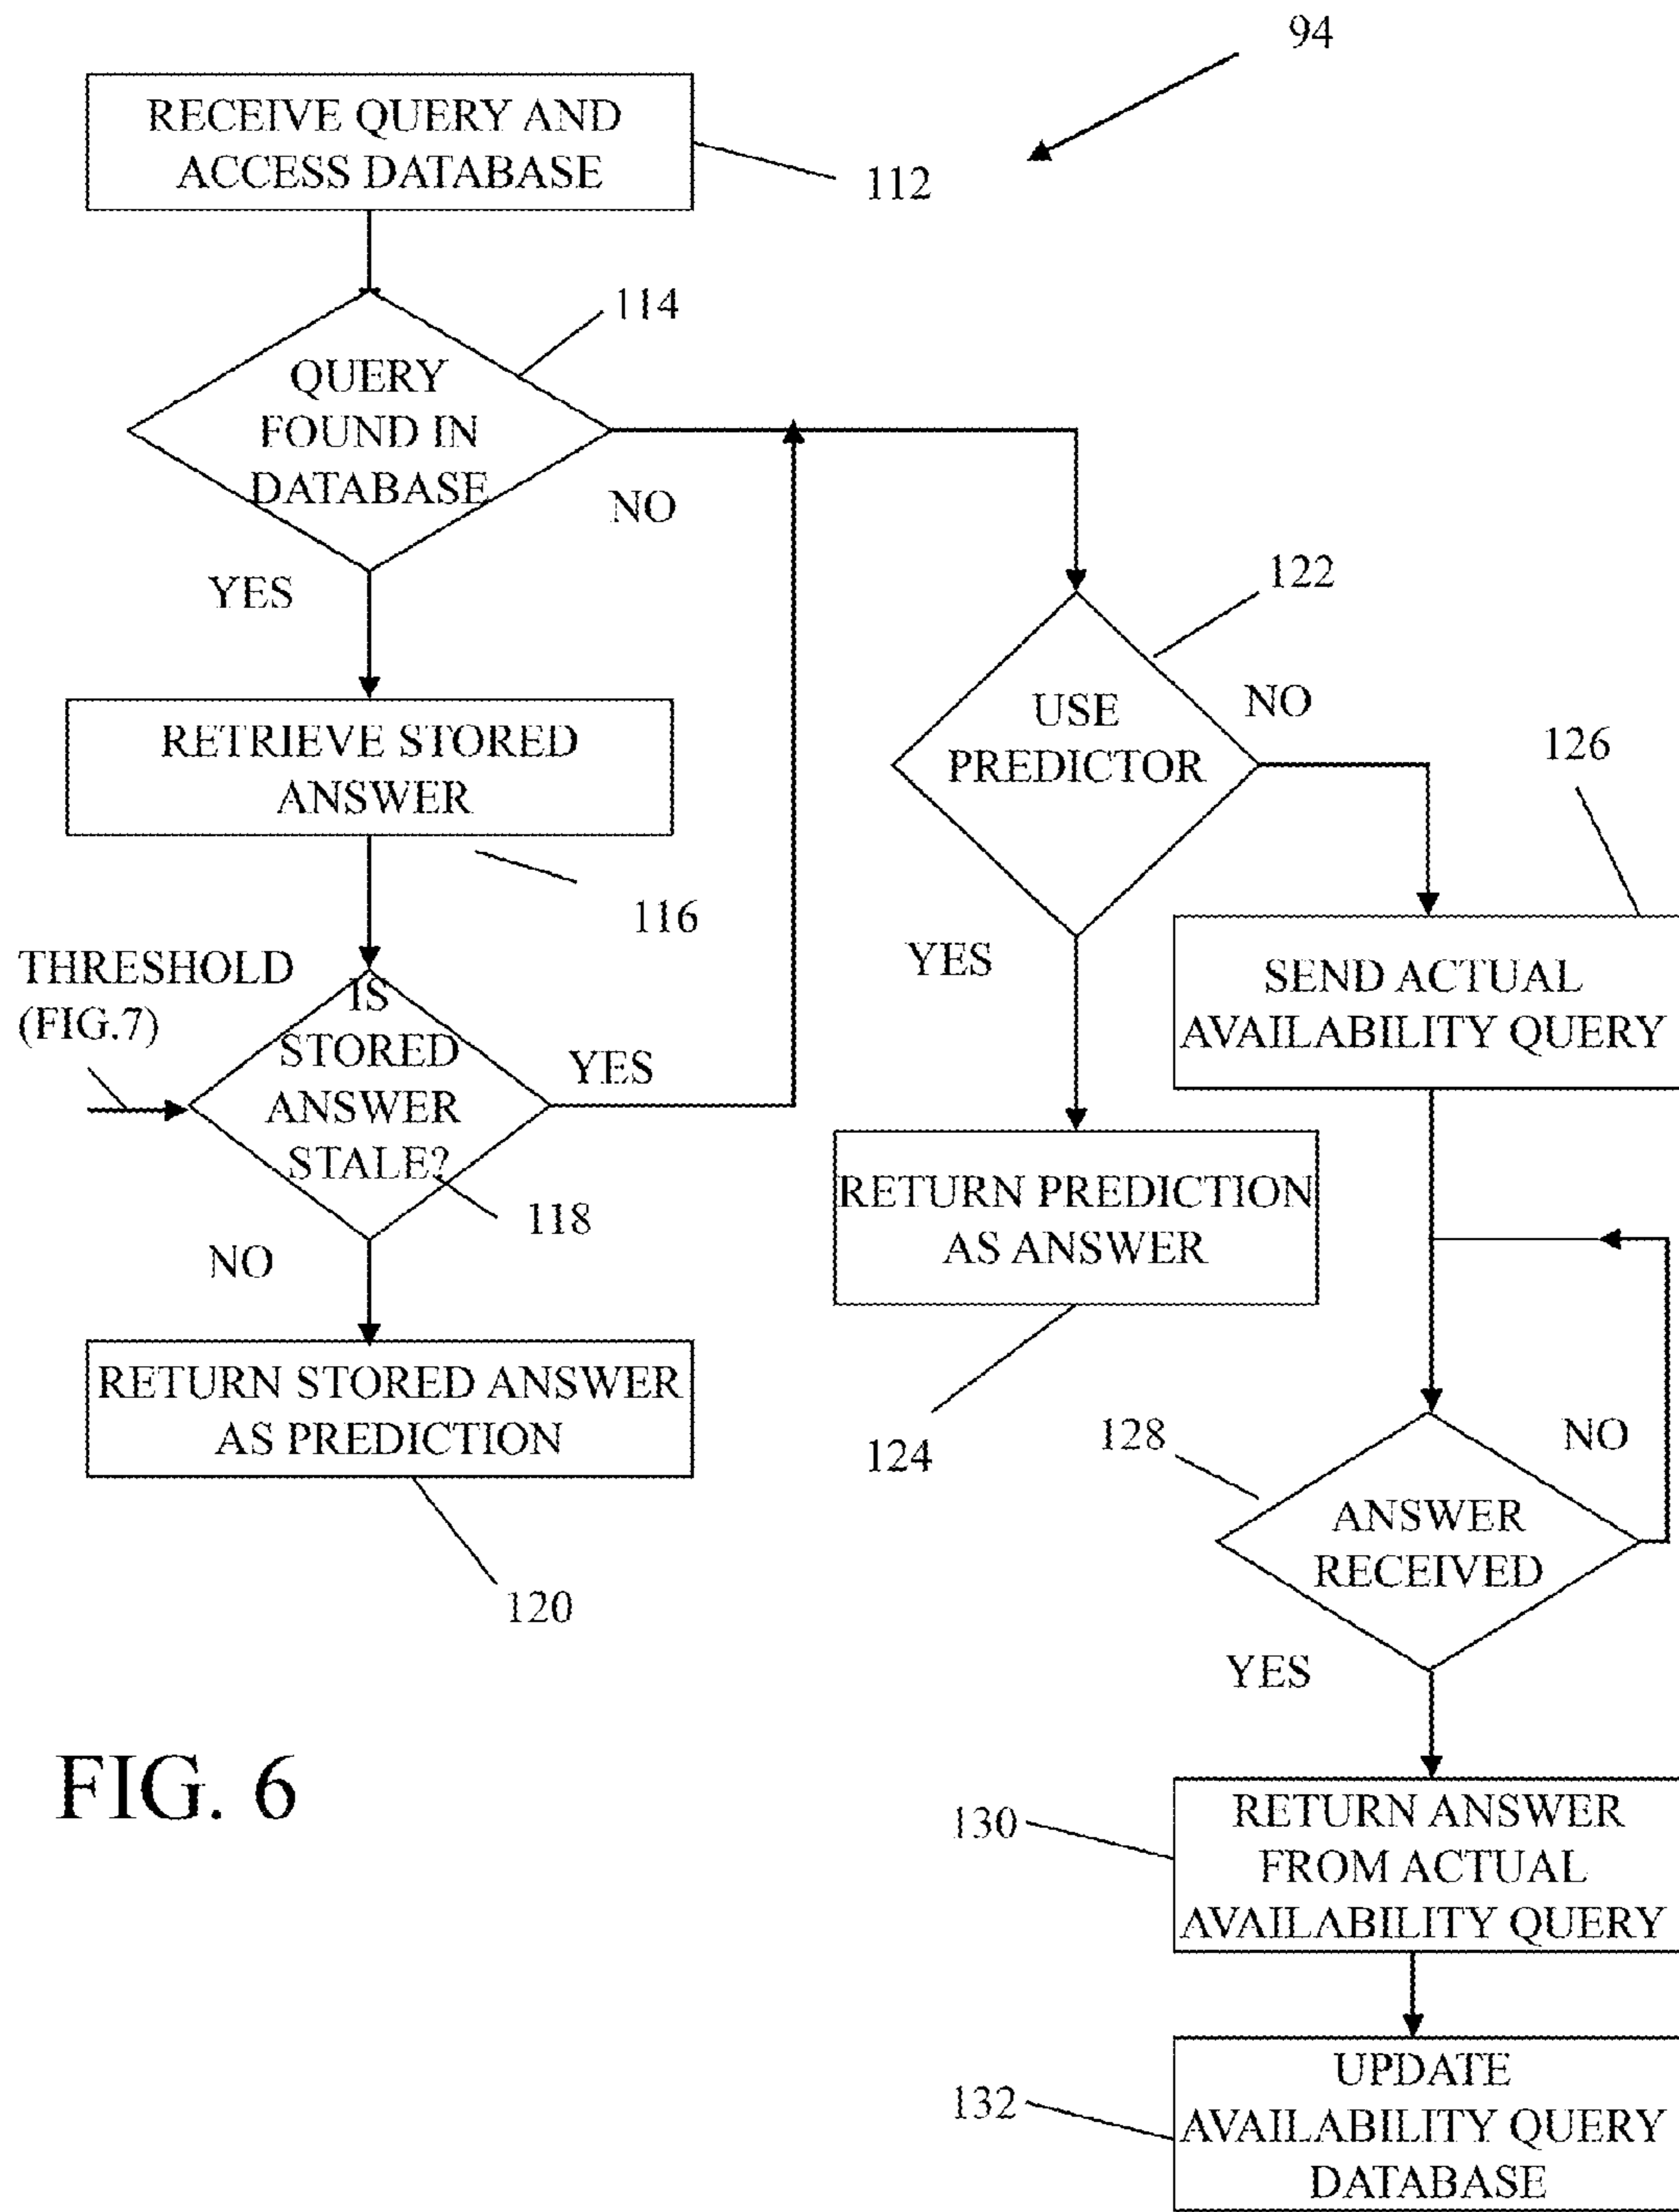 94
RECEIVE QUERY AND
ACCESS DATABASE
112
114
QUERY
FOUND IN
DATABASE
NO
YES
RETRIEVE STORED
ANSWER
116
THRESHOLD
(FIG.7)
IS
STORED
ANSWER
STALE?
YES
118
NO
RETURN STORED ANSWER
AS PREDICTION
120
122
USE
PREDICTOR
NO
YES
126
SEND ACTUAL
AVAILABILITY QUERY
RETURN PREDICTION
AS ANSWER
124
128
NO
ANSWER
RECEIVED
YES
130
RETURN ANSWER
FROM ACTUAL
AVAILABILITY QUERY
132
UPDATE
AVAILABILITY QUERY
DATABASE
FIG. 6